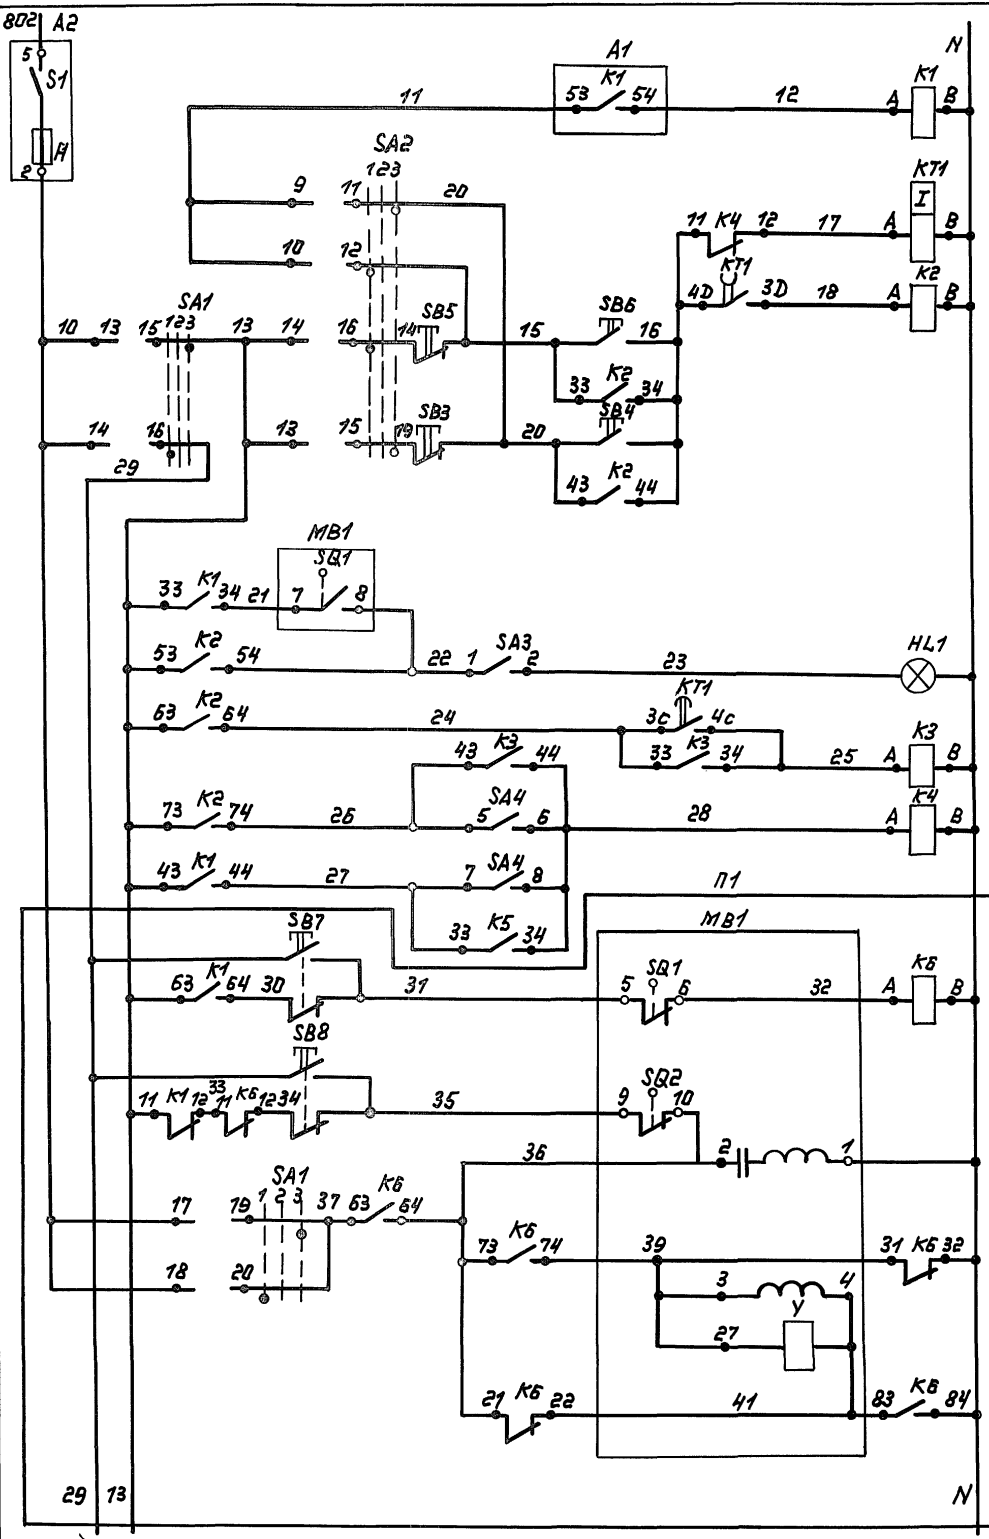 802 A2 N
5 S1 A1 K1
53 K1 54 11 12 A B
2
SA2
1 2 3
9 11 20 KT1
I
10 12 11 K4 12 17 A B
KT1 K2
SA1 SB5 SB6 4D 3D 18 A B
10 13 15 1 2 3 13 14 16 14 15 16
33 K2 34
SB3 SB4
14 16 13 15 19 20
29 43 K2 44
MB1
SQ1
33 K1 34 21 7 8
53 K2 54 22 1 SA3 2 23 HL1
KT1
63 K2 64 24 3c 4c K3
43 K3 44 33 K3 34 25 A B
K4
73 K2 74 26 5 SA4 6 28 A B
43 K1 44 27 7 SA4 8 П1
SB7 33 K5 34 MB1
63 K1 64 30 31 5 SQ1 6 32 A K6 B
SB8
11 K1 12 33 11 K6 12 34 35 9 SQ2 10
36 2 1
SA1
17 19 1 2 3 37 63 K6 64
73 K6 74 39 31 K6 32
18 20 3 4
27 Y
21 K6 22 41 83 K6 84
29 13 N